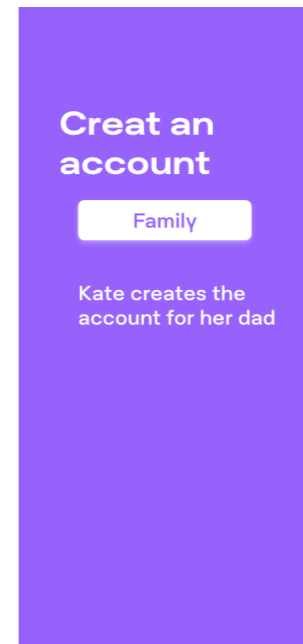 Creat an
account
Family
Kate creates the
account for her dad